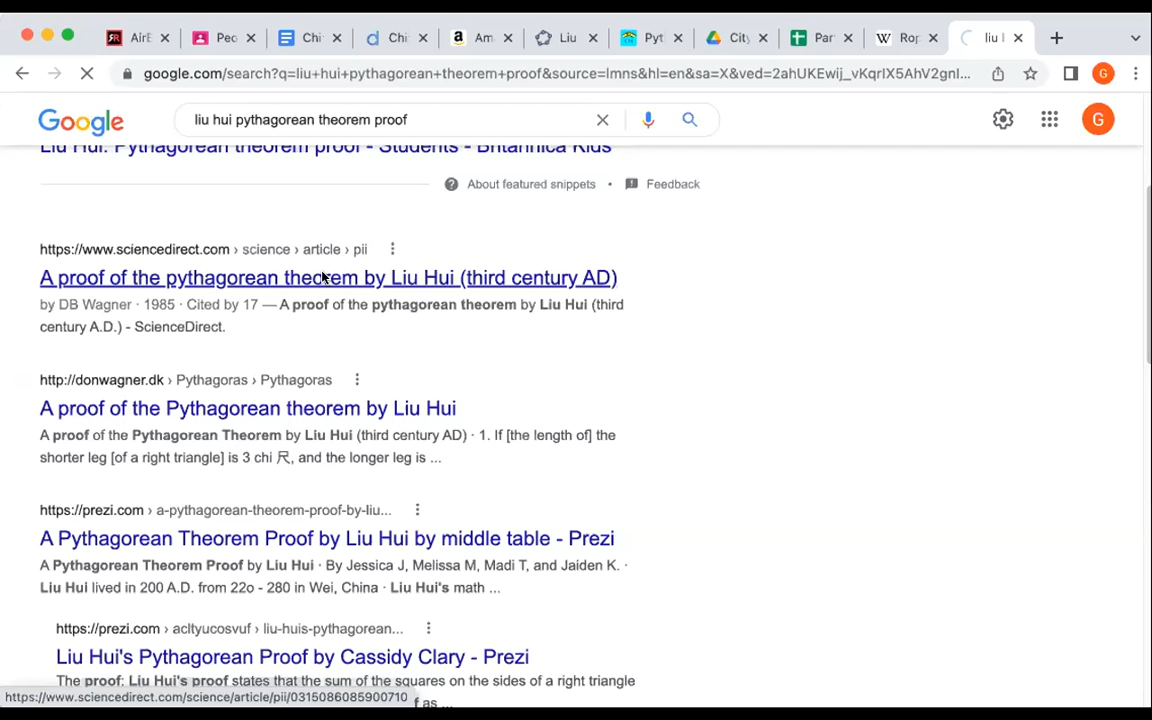 AirE
Peo
Chi
Chi
Am
Liu
Pyt
City
Par
Rop
liu l
google.com/search?q=liu+hui+pythagorean+theorem+proof&source=lmns&hl=en&sa=X&ved=2ahUKEwij_vKqrIX5AhV2gnI...
G
Google
liu hui pythagorean theorem proof
G
Liu Hui: Pythagorean theorem proof - Students - Britannica Kids
About featured snippets • Feedback
https://www.sciencedirect.com › science › article › pii
A proof of the pythagorean theorem by Liu Hui (third century AD)
by DB Wagner · 1985 · Cited by 17 — A proof of the pythagorean theorem by Liu Hui (third
century A.D.) - ScienceDirect.
http://donwagner.dk › Pythagoras › Pythagoras
A proof of the Pythagorean theorem by Liu Hui
A proof of the Pythagorean Theorem by Liu Hui (third century AD) · 1. If [the length of] the
shorter leg [of a right triangle] is 3 chi 尺, and the longer leg is ...
https://prezi.com › a-pythagorean-theorem-proof-by-liu...
A Pythagorean Theorem Proof by Liu Hui by middle table - Prezi
A Pythagorean Theorem Proof by Liu Hui · By Jessica J, Melissa M, Madi T, and Jaiden K. ·
Liu Hui lived in 200 A.D. from 22o - 280 in Wei, China · Liu Hui's math ...
https://prezi.com › acltyucosvuf › liu-huis-pythagorean...
Liu Hui's Pythagorean Proof by Cassidy Clary - Prezi
The proof: Liu Hui's proof states that the sum of the squares on the sides of a right triangle
https://www.sciencedirect.com/science/article/pii/0315086085900710